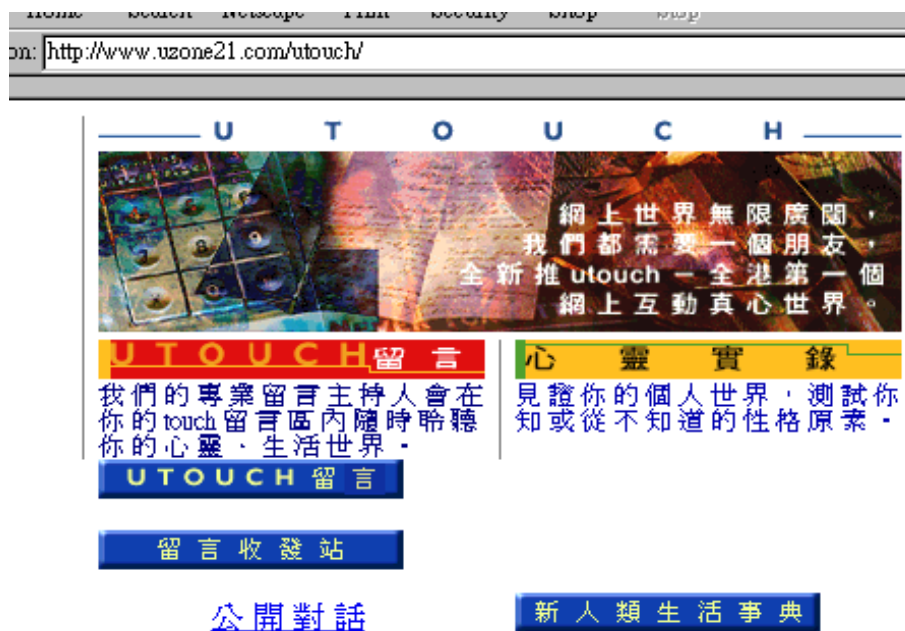 Home Search Netscape Print Security Shop Stop
on: http://www.uzone21.com/utouch/
U T O U C H
網上世界無限廣闊，
我們都需要一個朋友，
全新推utouch－全港第一個
網上互動真心世界。
UTOUCH留言
我們的專業留言主持人會在
你的touch留言區內隨時聆聽
你的心靈、生活世界。
心靈實錄
見證你的個人世界，測試你
知或從不知道的性格原素。
UTOUCH留言
留言收發站
公開對話
新人類生活事典